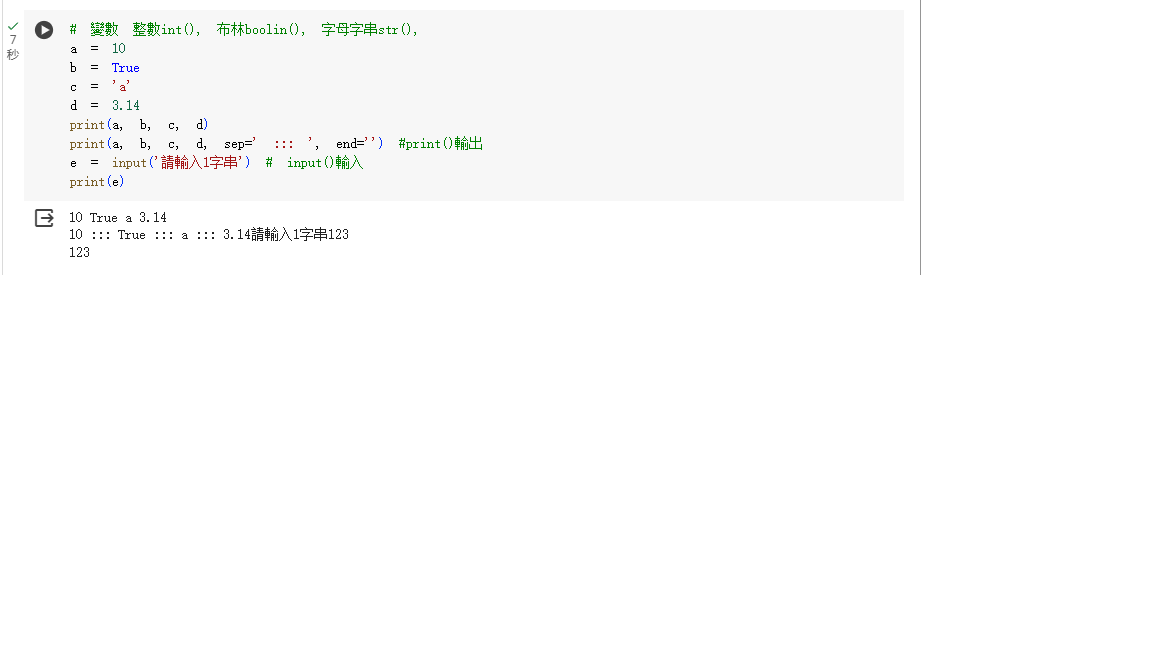 7
秒
# 變數 整數int(), 布林boolin(), 字母字串str(),
a = 10
b = True
c = 'a'
d = 3.14
print(a, b, c, d)
print(a, b, c, d, sep=' ::: ', end='') #print()輸出
e = input('請輸入1字串') # input()輸入
print(e)
10 True a 3.14
10 ::: True ::: a ::: 3.14請輸入1字串123
123